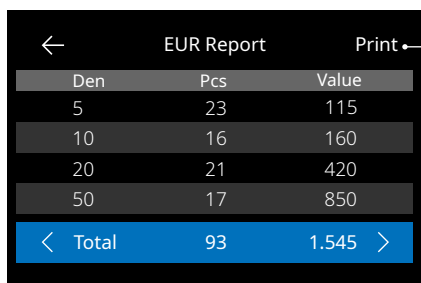 EUR Report Print
Den Pcs Value
5 23 115
10 16 160
20 21 420
50 17 850
Total 93 1.545